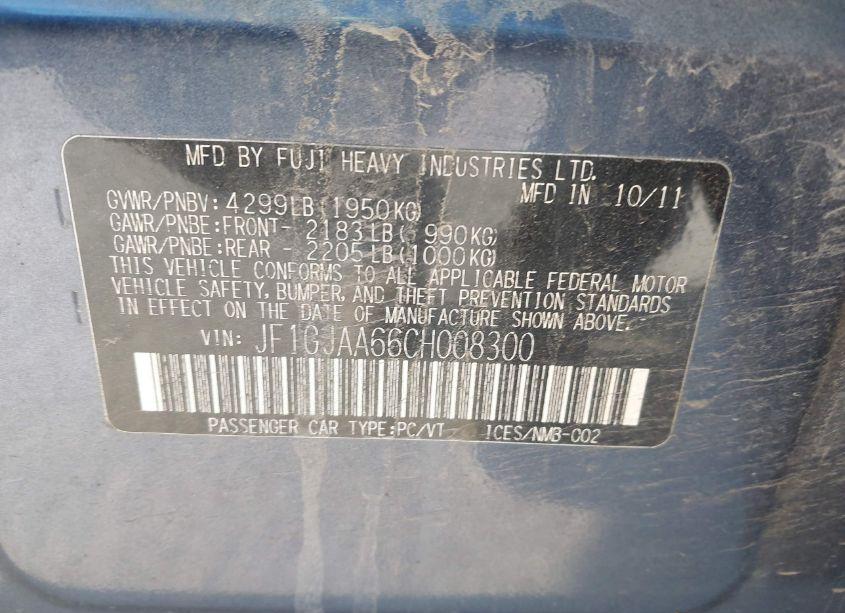 MFD BY FUJI HEAVY INDUSTRIES LTD.
MFD IN 10/11
GVWR/PNBV: 4299LB(1950KG)
GAWR/PNBE:FRONT- 2183LB( 990KG)
GAWR/PNBE:REAR - 2205LB(1000KG)
THIS VEHICLE CONFORMS TO ALL APPLICABLE FEDERAL MOTOR
VEHICLE SAFETY, BUMPER, AND THEFT PREVENTION STANDARDS
IN EFFECT ON THE DATE OF MANUFACTURE SHOWN ABOVE.
VIN: JF1GJAA66CH008300
PASSENGER CAR TYPE:PC/VT ICES/NMB-002